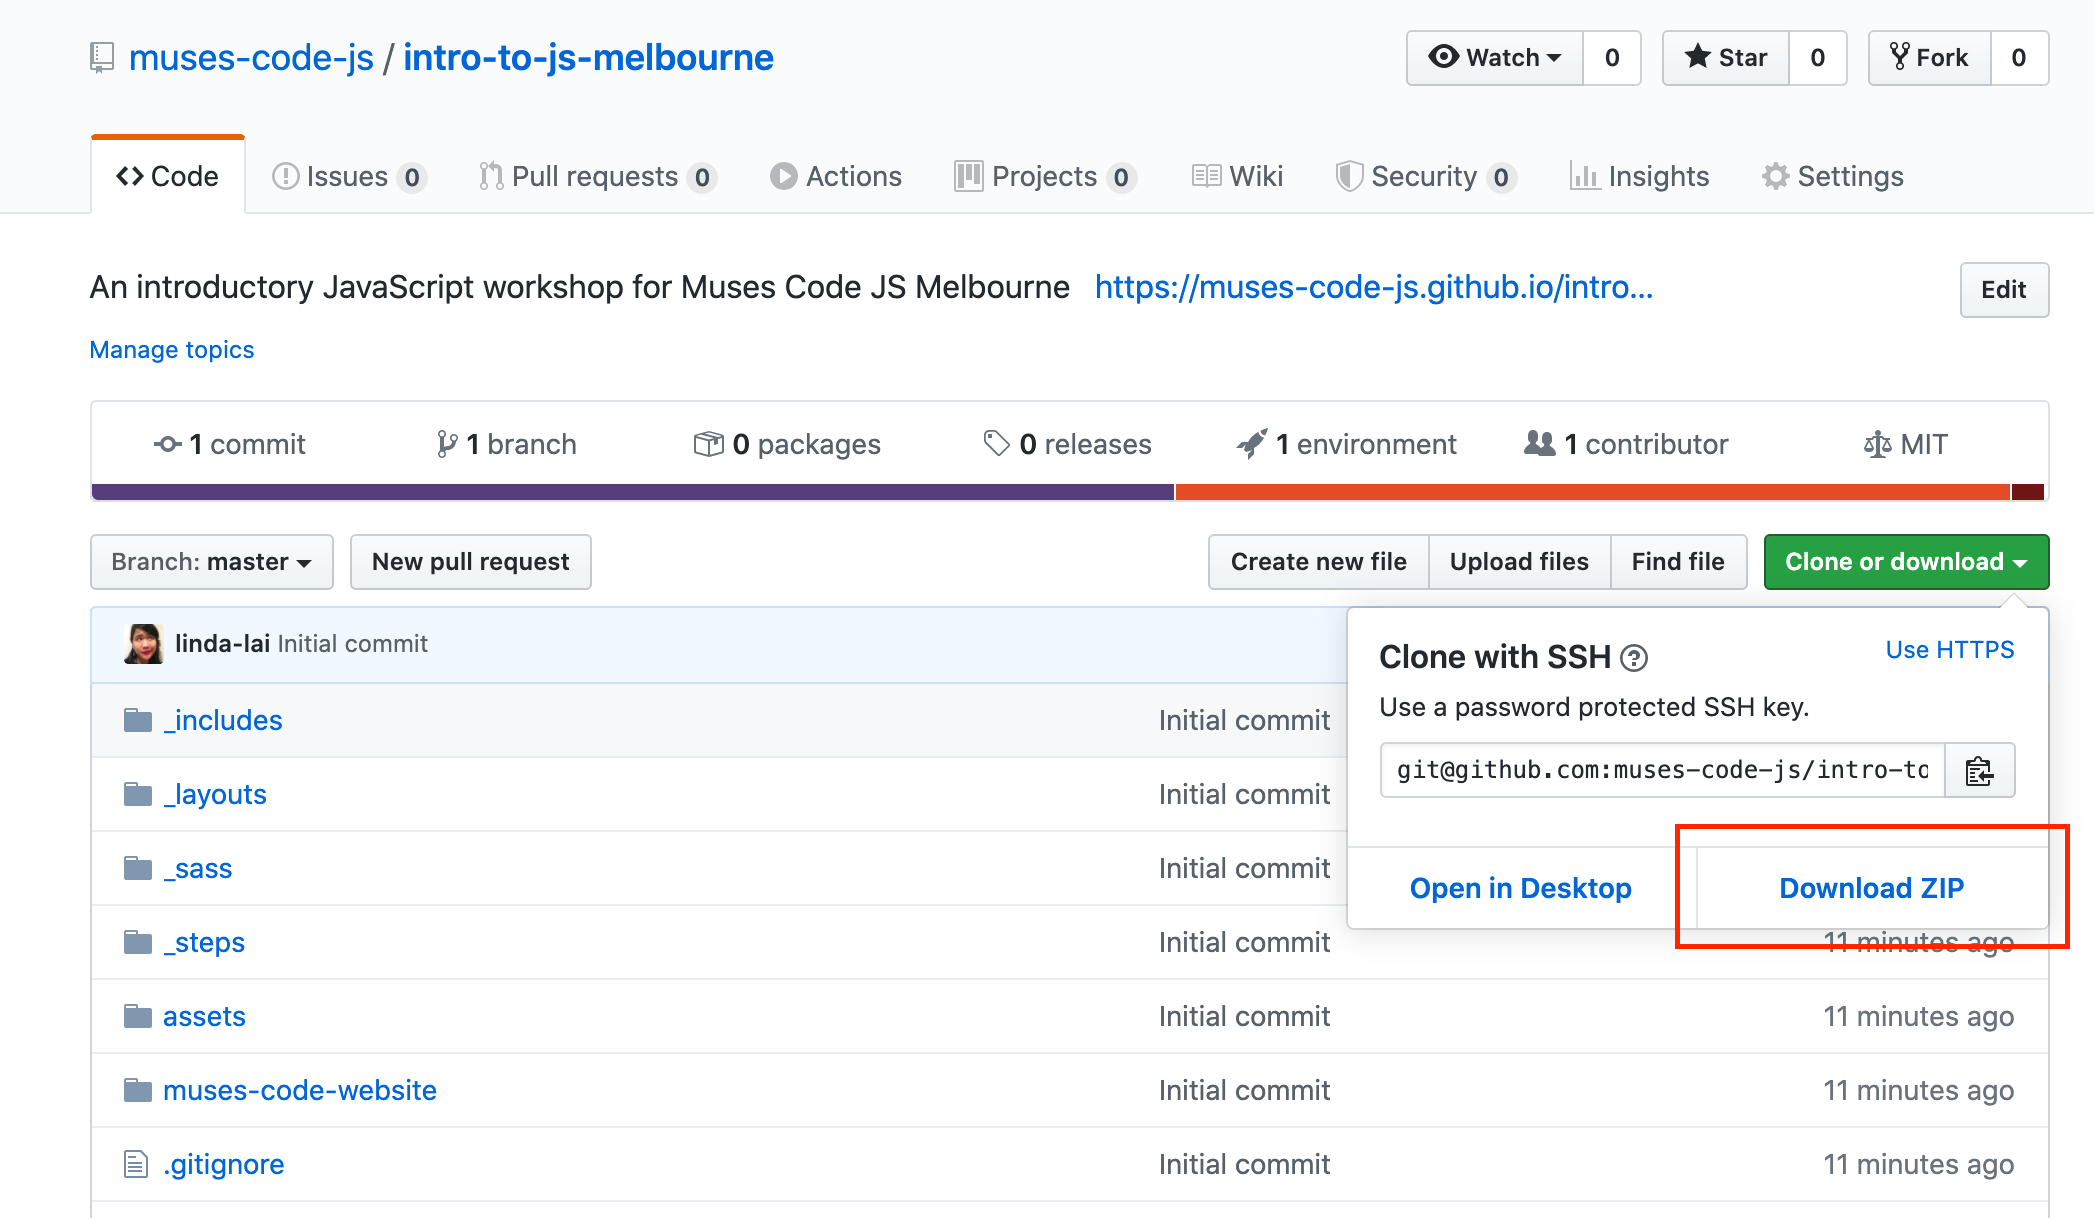 muses-code-js / intro-to-js-melbourne
Watch 0 Star 0 Fork 0
Code Issues 0 Pull requests 0 Actions Projects 0 Wiki Security 0 Insights Settings
An introductory JavaScript workshop for Muses Code JS Melbourne https://muses-code-js.github.io/intro... Edit
Manage topics
1 commit 1 branch 0 packages 0 releases 1 environment 1 contributor MIT
Branch: master New pull request Create new file Upload files Find file Clone or download
linda-lai Initial commit
Clone with SSH ? Use HTTPS
Use a password protected SSH key.
git@github.com:muses-code-js/intro-to
Open in Desktop Download ZIP
_includes Initial commit
_layouts Initial commit
_sass Initial commit
_steps Initial commit 11 minutes ago
assets Initial commit 11 minutes ago
muses-code-website Initial commit 11 minutes ago
.gitignore Initial commit 11 minutes ago